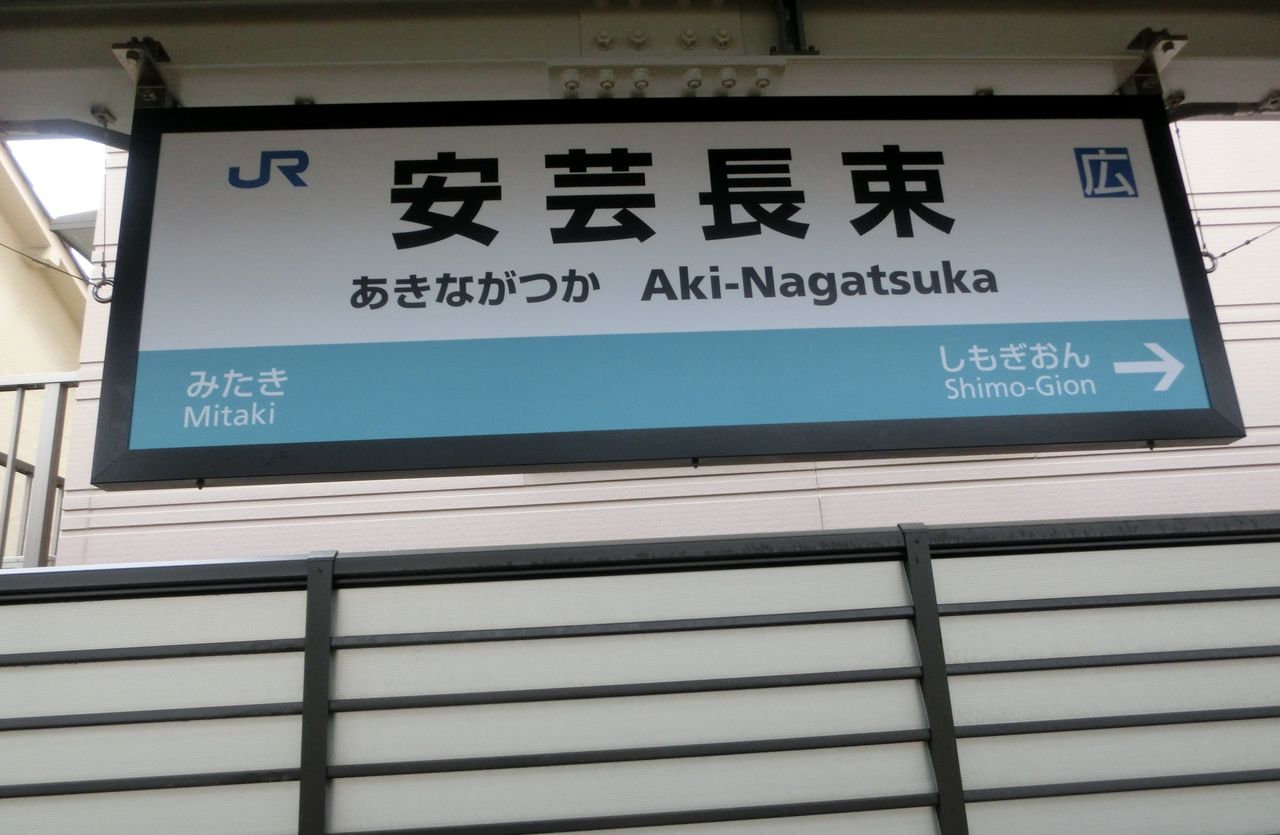 JR 安芸長束 広
あきながつか Aki-Nagatsuka
みたき
Mitaki
しもぎおん →
Shimo-Gion